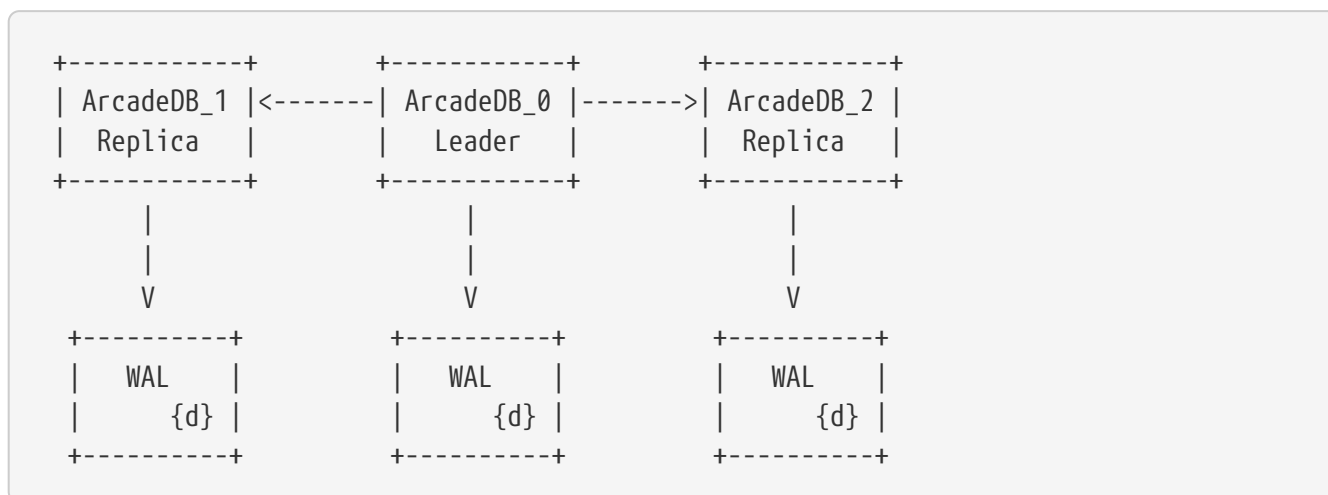 +------------+          +------------+          +------------+
| ArcadeDB_1 |<-------| ArcadeDB_0 |------->| ArcadeDB_2 |
|  Replica   |        |   Leader   |        |  Replica   |
+------------+          +------------+          +------------+
|                       |                       |
|                       |                       |
V                       V                       V
+----------+            +----------+            +----------+
|   WAL    |            |   WAL    |            |   WAL    |
|      {d} |            |      {d} |            |      {d} |
+----------+            +----------+            +----------+